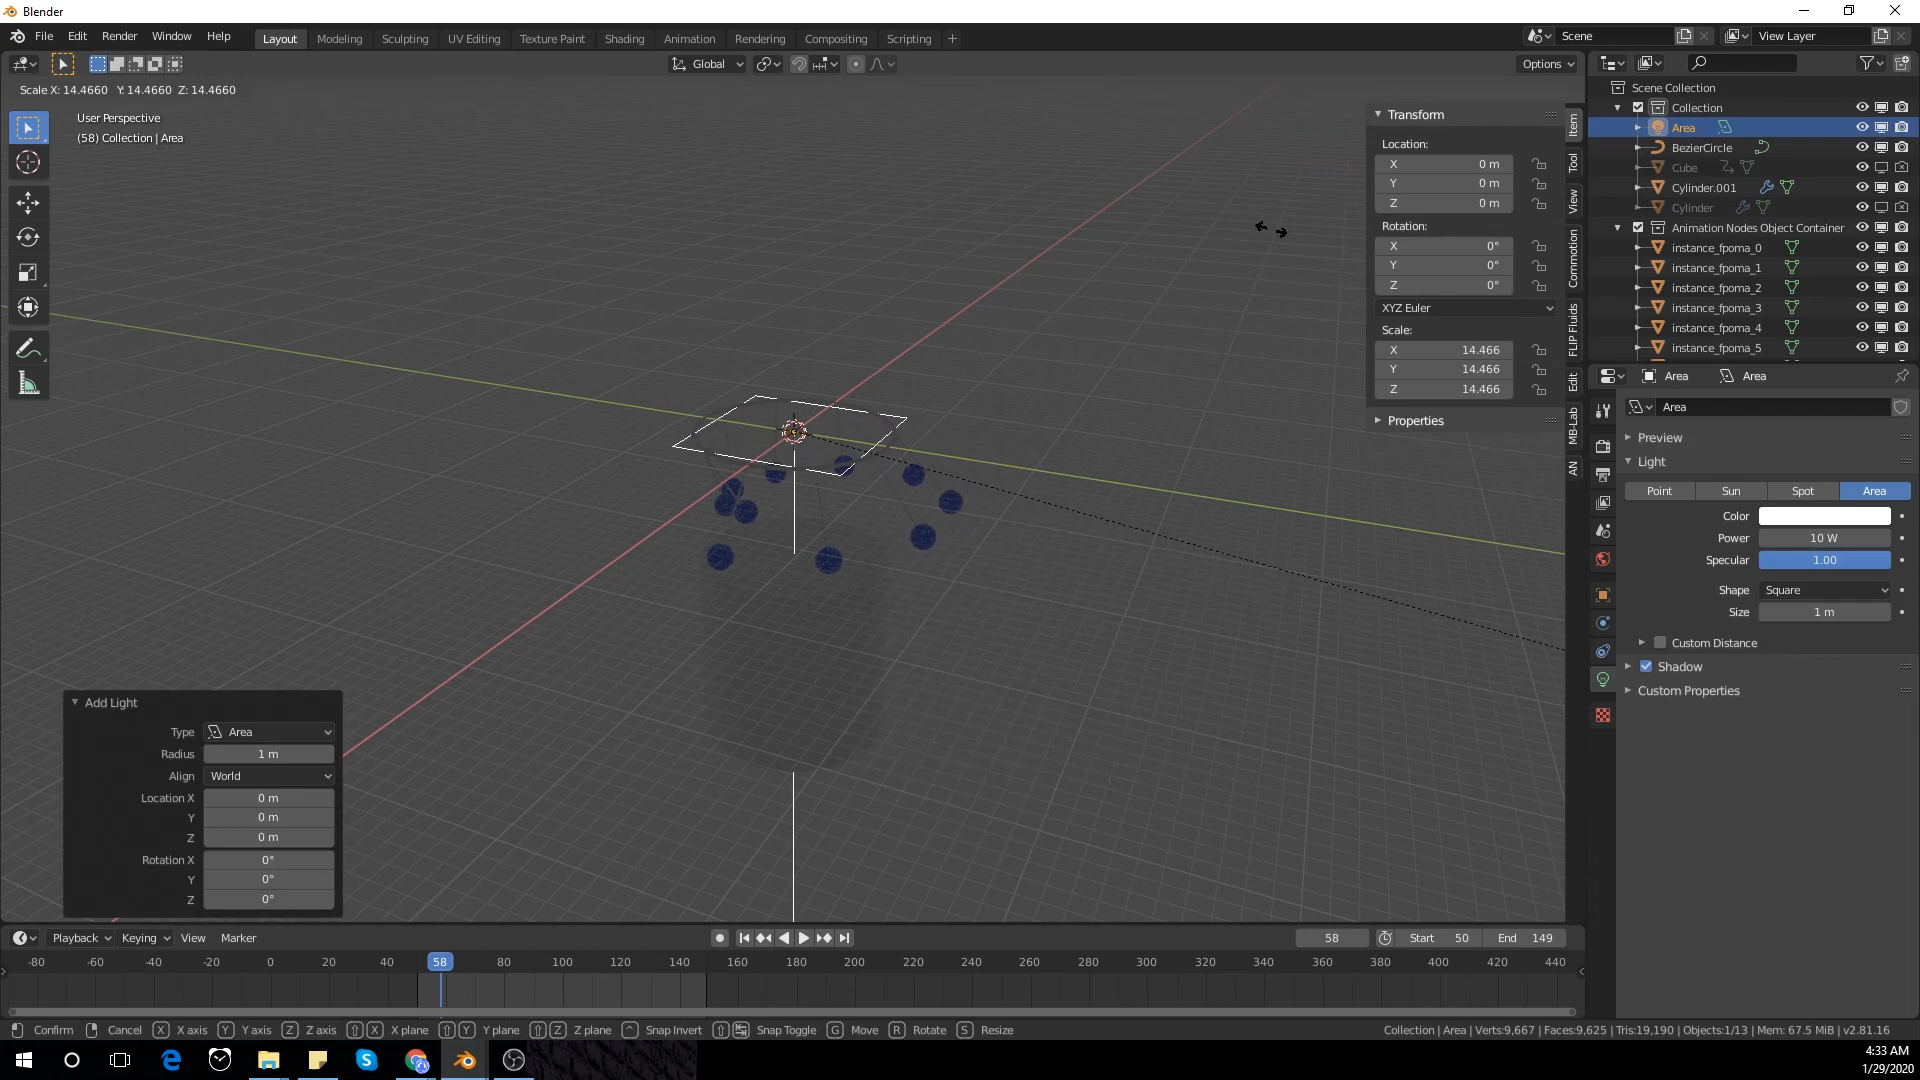 Blender
File Edit Render Window Help
Layout Modeling Sculpting UV Editing Texture Paint Shading Animation Rendering Compositing Scripting +
Scene View Layer
Global Options
Scale X: 14.4660 Y: 14.4660 Z: 14.4660
User Perspective
(58) Collection | Area
Transform
Location:
X 0 m
Y 0 m
Z 0 m
Rotation:
X 0°
Y 0°
Z 0°
XYZ Euler
Scale:
X 14.466
Y 14.466
Z 14.466
Properties
Item
Tool
View
Commotion
FLIP Fluids
Edit
MB-Lab
AN
Scene Collection
Collection
Area
BezierCircle
Cube
Cylinder.001
Cylinder
Animation Nodes Object Container
instance_fpoma_0
instance_fpoma_1
instance_fpoma_2
instance_fpoma_3
instance_fpoma_4
instance_fpoma_5
Area Area
Area
Preview
Light
Point Sun Spot Area
Color
Power 10 W
Specular 1.00
Shape Square
Size 1 m
Custom Distance
Shadow
Custom Properties
Add Light
Type Area
Radius 1 m
Align World
Location X 0 m
Y 0 m
Z 0 m
Rotation X 0°
Y 0°
Z 0°
Playback Keying View Marker 58 Start 50 End 149
-80 -60 -40 -20 0 20 40 58 80 100 120 140 160 180 200 220 240 260 280 300 320 340 360 380 400 420 440
Confirm Cancel X X axis Y Y axis Z Z axis X X plane Y Y plane Z Z plane ^ Snap Invert Snap Toggle G Move R Rotate S Resize Collection | Area | Verts:9,667 | Faces:9,625 | Tris:19,190 | Objects:1/13 | Mem: 67.5 MiB | v2.81.16
4:33 AM
1/29/2020